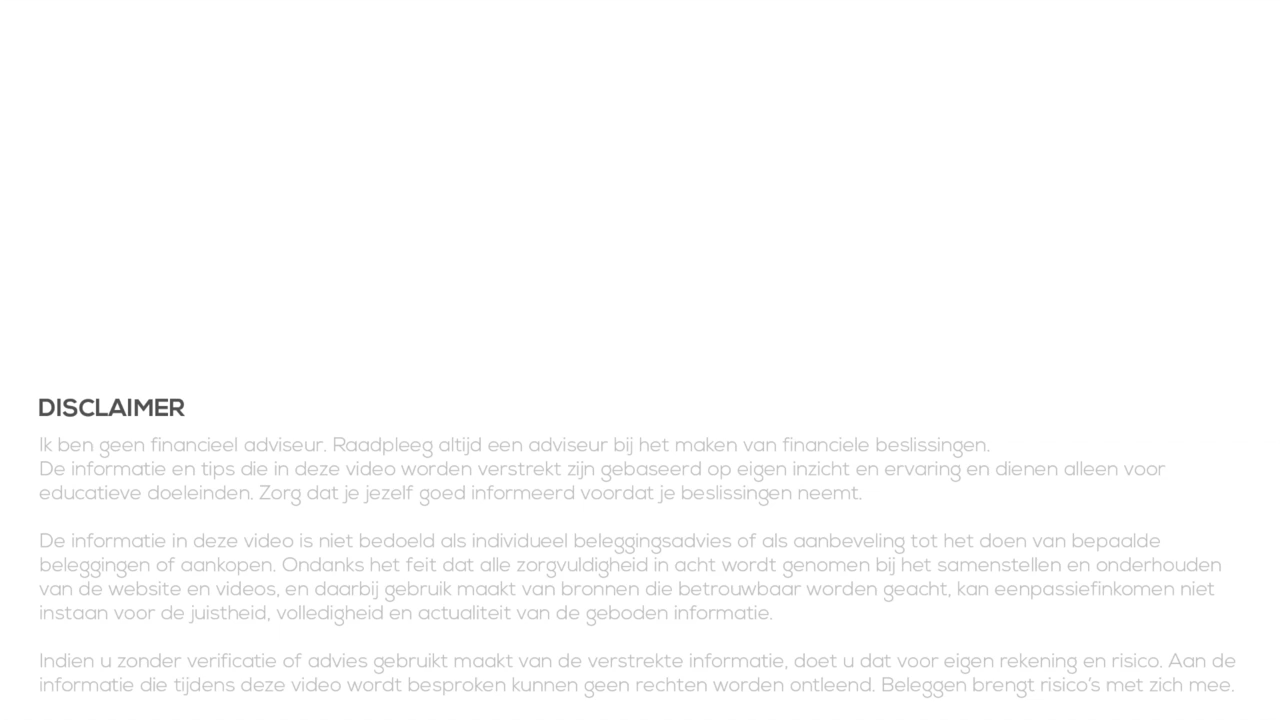 DISCLAIMER
Ik ben geen financieel adviseur. Raadpleeg altijd een adviseur bij het maken van financiele beslissingen.
De informatie en tips die in deze video worden verstrekt zijn gebaseerd op eigen inzicht en ervaring en dienen alleen voor
educatieve doeleinden. Zorg dat je jezelf goed informeerd voordat je beslissingen neemt.
De informatie in deze video is niet bedoeld als individueel beleggingsadvies of als aanbeveling tot het doen van bepaalde
beleggingen of aankopen. Ondanks het feit dat alle zorgvuldigheid in acht wordt genomen bij het samenstellen en onderhouden
van de website en videos, en daarbij gebruik maakt van bronnen die betrouwbaar worden geacht, kan eenpassiefinkomen niet
instaan voor de juistheid, volledigheid en actualiteit van de geboden informatie.
Indien u zonder verificatie of advies gebruikt maakt van de verstrekte informatie, doet u dat voor eigen rekening en risico. Aan de
informatie die tijdens deze video wordt besproken kunnen geen rechten worden ontleend. Beleggen brengt risico's met zich mee.